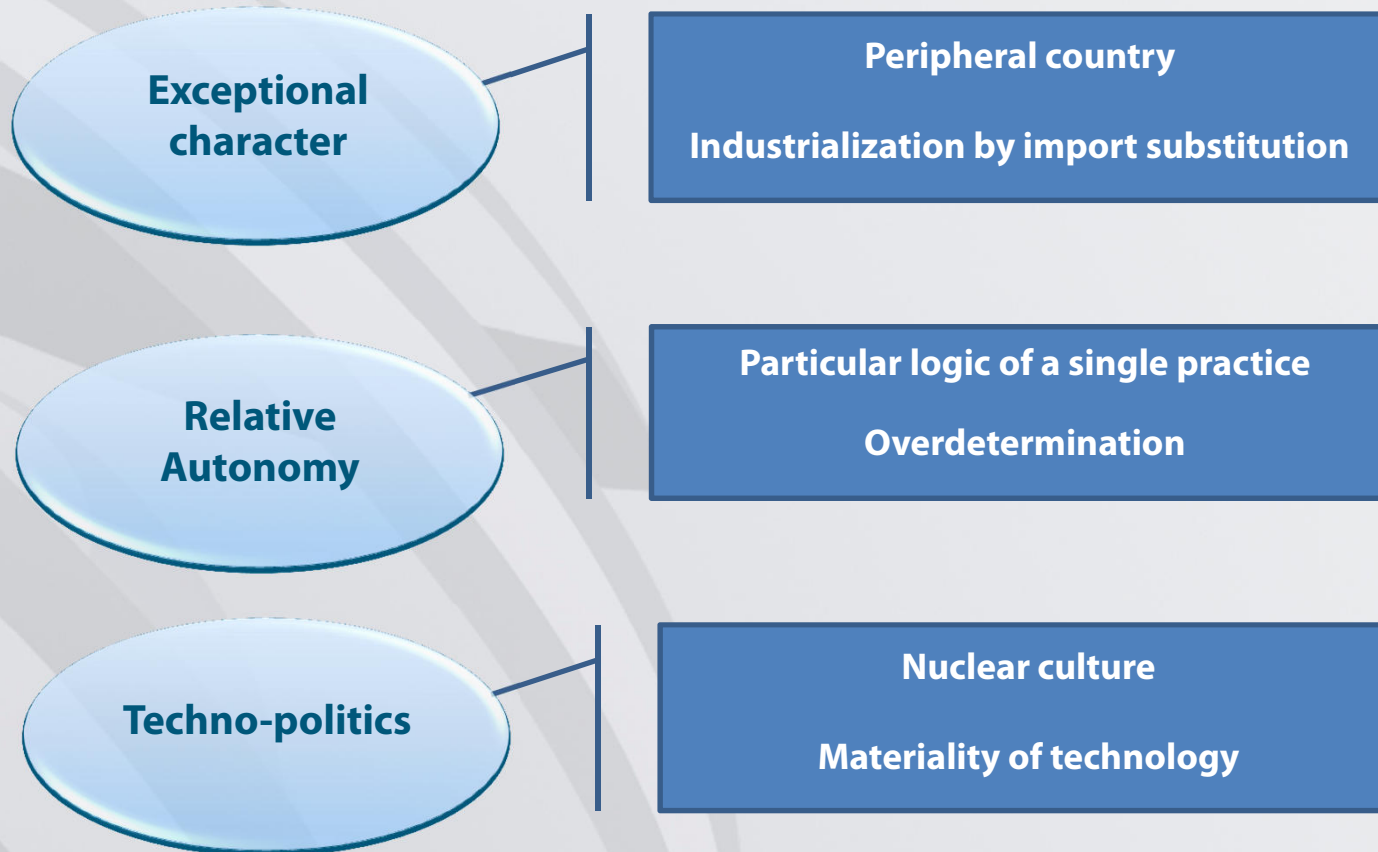 Exceptional
character
Peripheral country
Industrialization by import substitution
Relative
Autonomy
Particular logic of a single practice
Overdetermination
Techno-politics
Nuclear culture
Materiality of technology